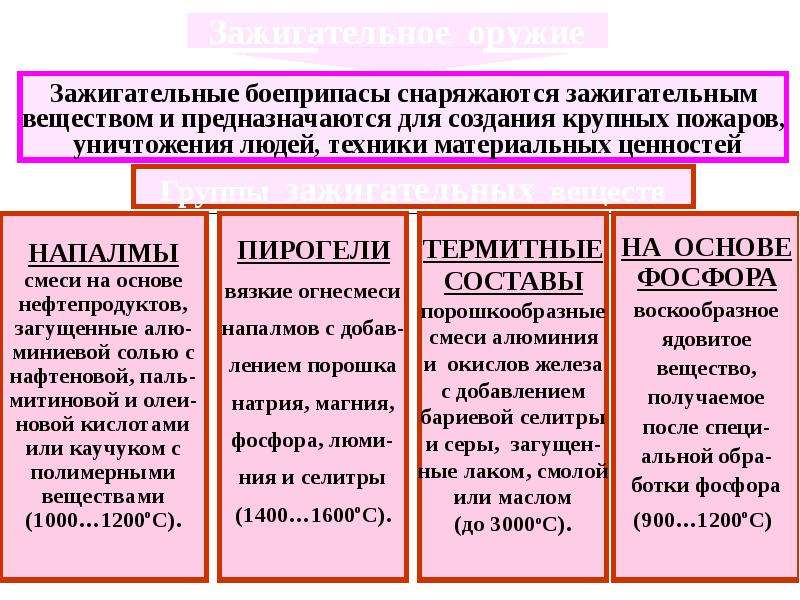 Зажигательное оружие
Зажигательные боеприпасы снаряжаются зажигательным
веществом и предназначаются для создания крупных пожаров,
уничтожения людей, техники материальных ценностей
Группы зажигательных веществ
НАПАЛМЫ
смеси на основе
нефтепродуктов,
загущенные алю-
миниевой солью с
нафтеновой, паль-
митиновой и олеи-
новой кислотами
или каучуком с
полимерными
веществами
(1000…1200ºС).
ПИРОГЕЛИ
вязкие огнесмеси
напалмов с добав-
лением порошка
натрия, магния,
фосфора, люми-
ния и селитры
(1400…1600ºС).
ТЕРМИТНЫЕ
СОСТАВЫ
порошкообразные
смеси алюминия
и окислов железа
с добавлением
бариевой селитры
и серы, загущен-
ные лаком, смолой
или маслом
(до 3000ºС).
НА ОСНОВЕ
ФОСФОРА
воскообразное
ядовитое
вещество,
получаемое
после специ-
альной обра-
ботки фосфора
(900…1200ºС)